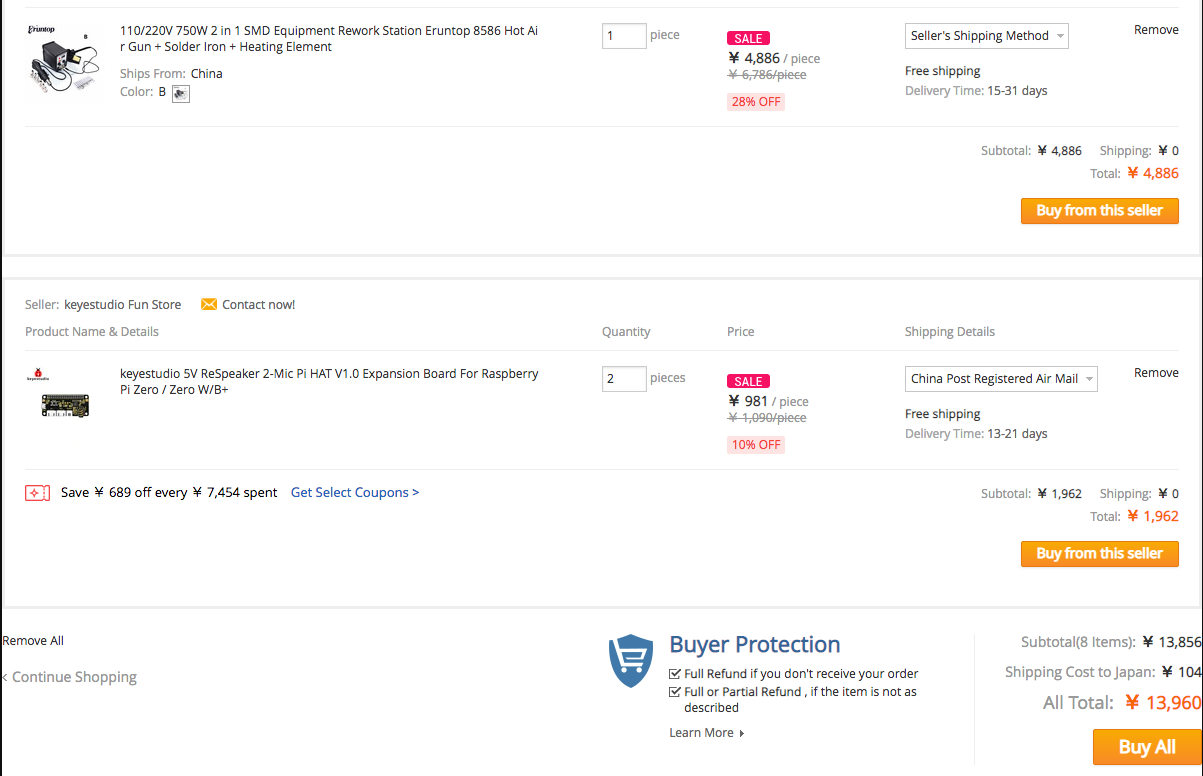 Eruntop
B
110/220V 750W 2 in 1 SMD Equipment Rework Station Eruntop 8586 Hot Ai
r Gun + Solder Iron + Heating Element
Ships From: China
Color: B
1 piece
SALE
¥ 4,886 / piece
¥ 6,786/piece
28% OFF
Seller's Shipping Method
Free shipping
Delivery Time: 15-31 days
Remove
Subtotal: ¥ 4,886 Shipping: ¥ 0
Total: ¥ 4,886
Buy from this seller
Seller: keyestudio Fun Store Contact now!
Product Name & Details Quantity Price Shipping Details
keyestudio
keyestudio 5V ReSpeaker 2-Mic Pi HAT V1.0 Expansion Board For Raspberry
Pi Zero / Zero W/B+
2 pieces
SALE
¥ 981 / piece
¥ 1,090/piece
10% OFF
China Post Registered Air Mail
Free shipping
Delivery Time: 13-21 days
Remove
Save ¥ 689 off every ¥ 7,454 spent Get Select Coupons >
Subtotal: ¥ 1,962 Shipping: ¥ 0
Total: ¥ 1,962
Buy from this seller
Remove All
< Continue Shopping
Buyer Protection
Full Refund if you don't receive your order
Full or Partial Refund , if the item is not as
described
Learn More
Subtotal(8 Items): ¥ 13,856
Shipping Cost to Japan: ¥ 104
All Total: ¥ 13,960
Buy All